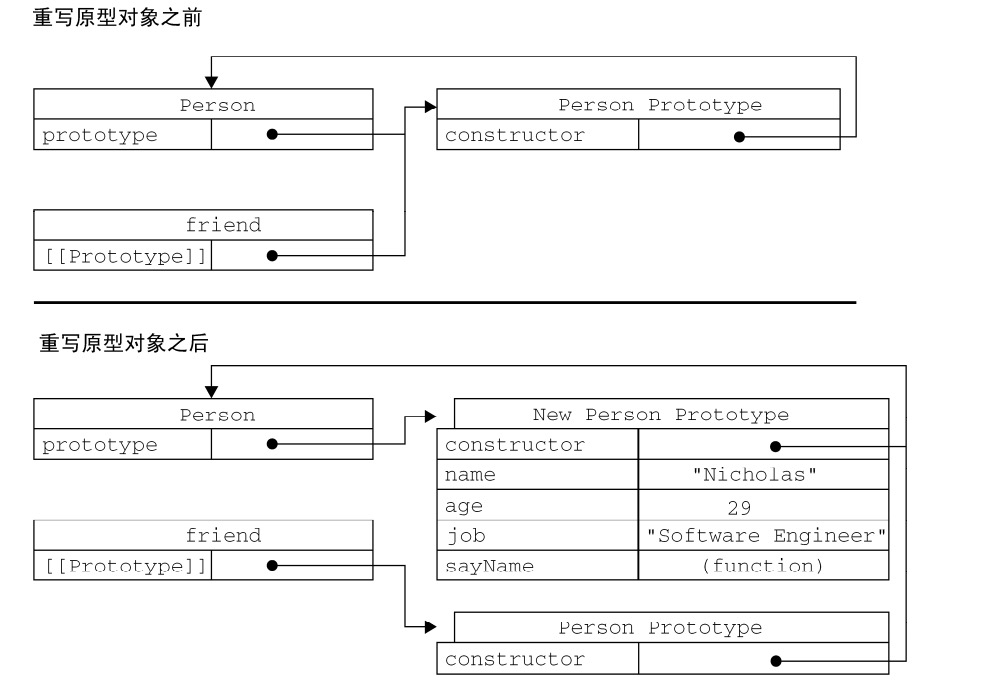 重写原型对象之前
Person
Person Prototype
prototype
constructor
friend
[[Prototype]]
重写原型对象之后
Person
New Person Prototype
prototype
constructor
name
"Nicholas"
age
29
friend
job
"Software Engineer"
[[Prototype]]
sayName
(function)
Person Prototype
constructor